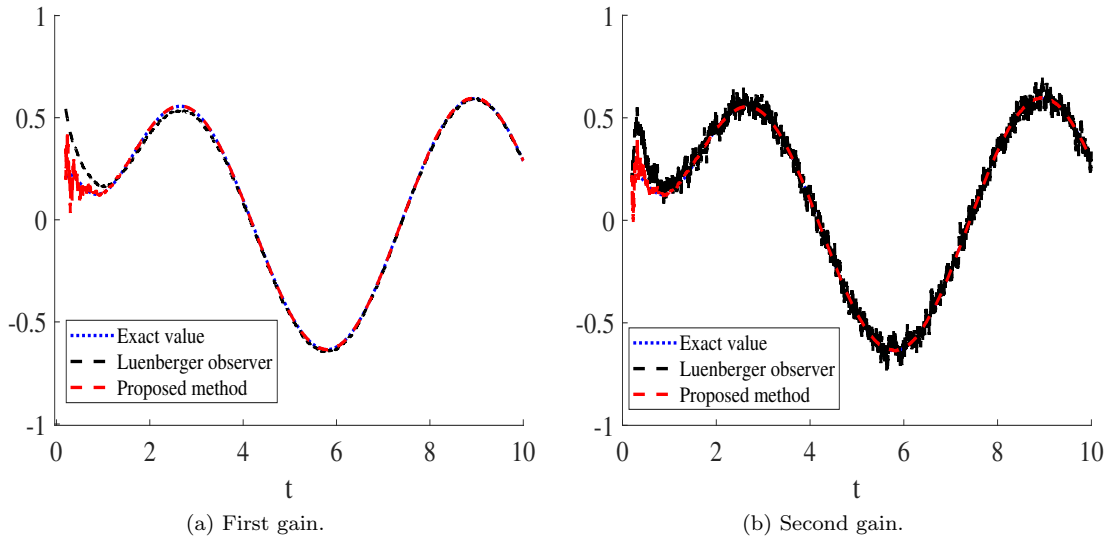 1
0.5
0
-0.5
-1
Exact value
Luenberger observer
Proposed method
0 2 4 6 8 10
t
(a) First gain.
1
0.5
0
-0.5
-1
Exact value
Luenberger observer
Proposed method
0 2 4 6 8 10
t
(b) Second gain.